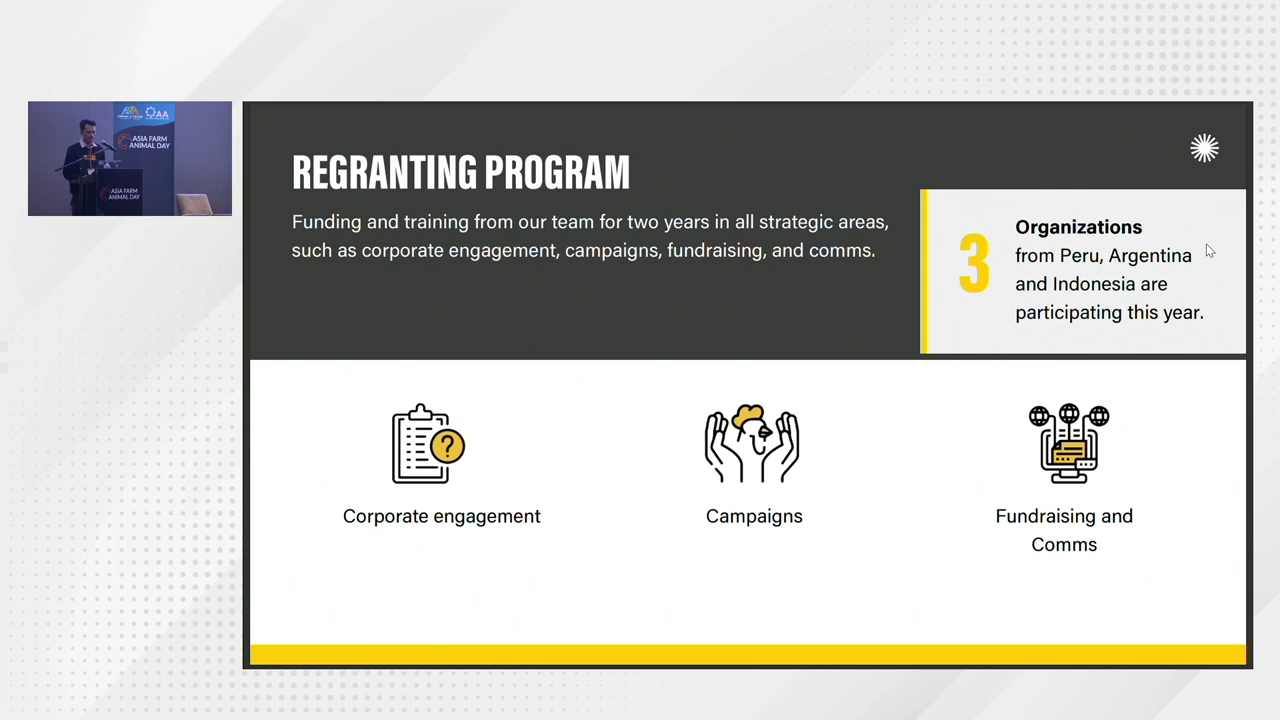 AA
ASIA FARM
ANIMAL DAY
ASIA FARM
ANIMAL DAY
REGRANTING PROGRAM
Funding and training from our team for two years in all strategic areas,
such as corporate engagement, campaigns, fundraising, and comms.
3
Organizations
from Peru, Argentina
and Indonesia are
participating this year.
?
Corporate engagement
Campaigns
Fundraising and
Comms